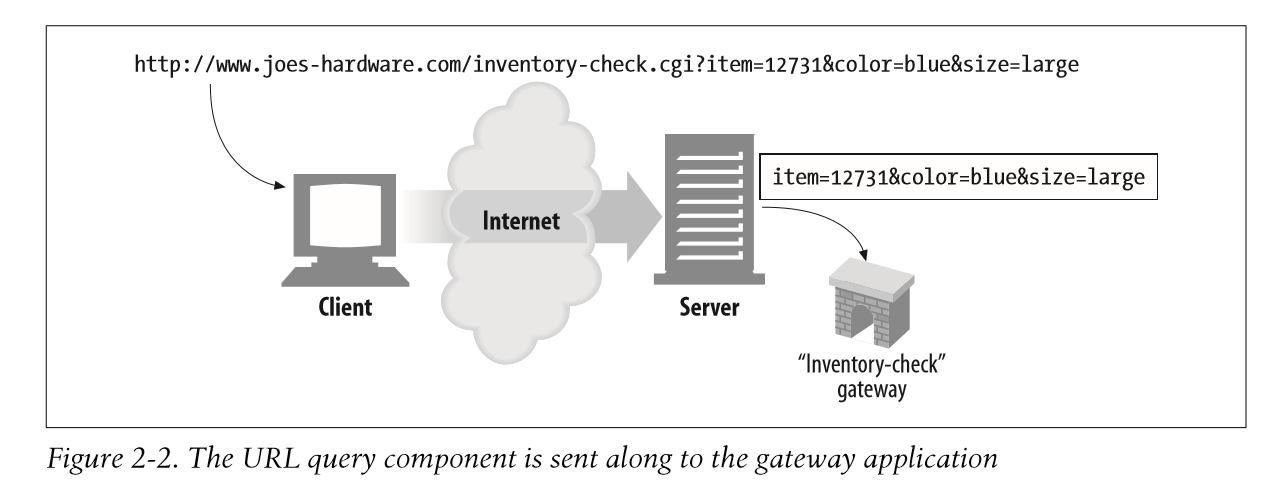 http://www.joes-hardware.com/inventory-check.cgi?item=12731&color=blue&size=large
item=12731&color=blue&size=large
Internet
Client
Server
“Inventory-check”
gateway
Figure 2-2. The URL query component is sent along to the gateway application